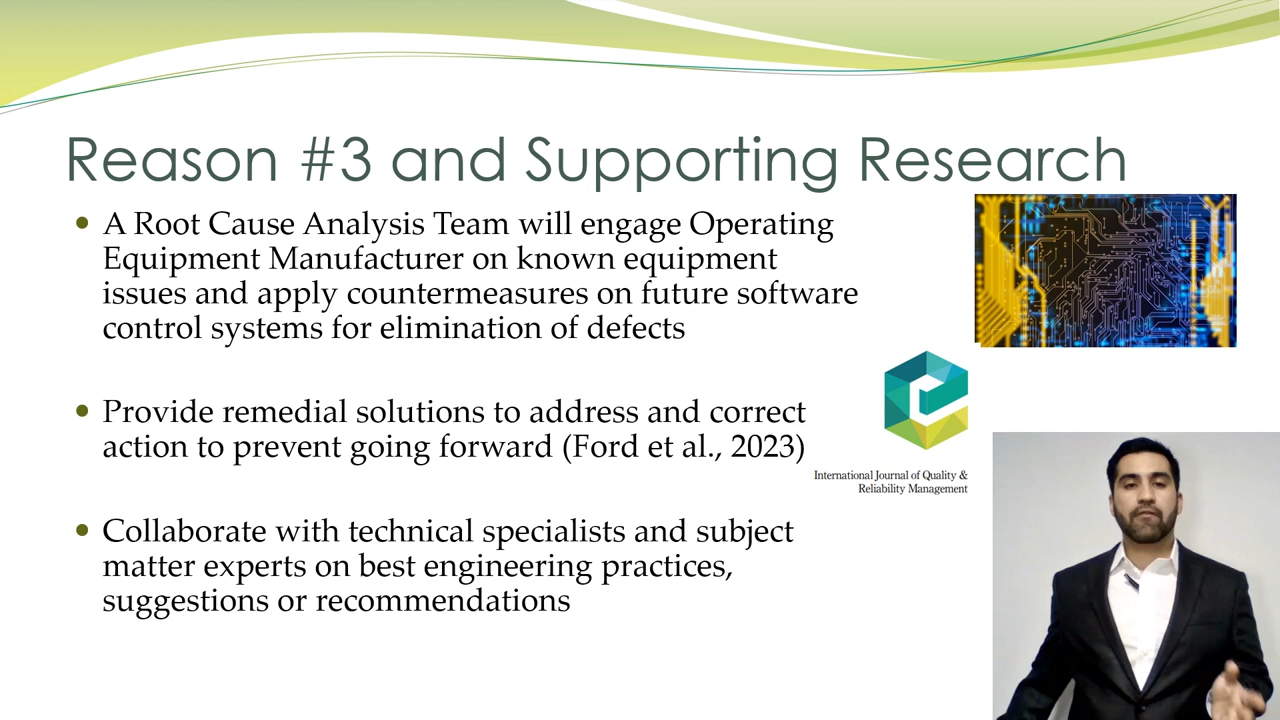 Reason #3 and Supporting Research
• A Root Cause Analysis Team will engage Operating
Equipment Manufacturer on known equipment
issues and apply countermeasures on future software
control systems for elimination of defects
• Provide remedial solutions to address and correct
action to prevent going forward (Ford et al., 2023)
International Journal of Quality &
Reliability Management
• Collaborate with technical specialists and subject
matter experts on best engineering practices,
suggestions or recommendations